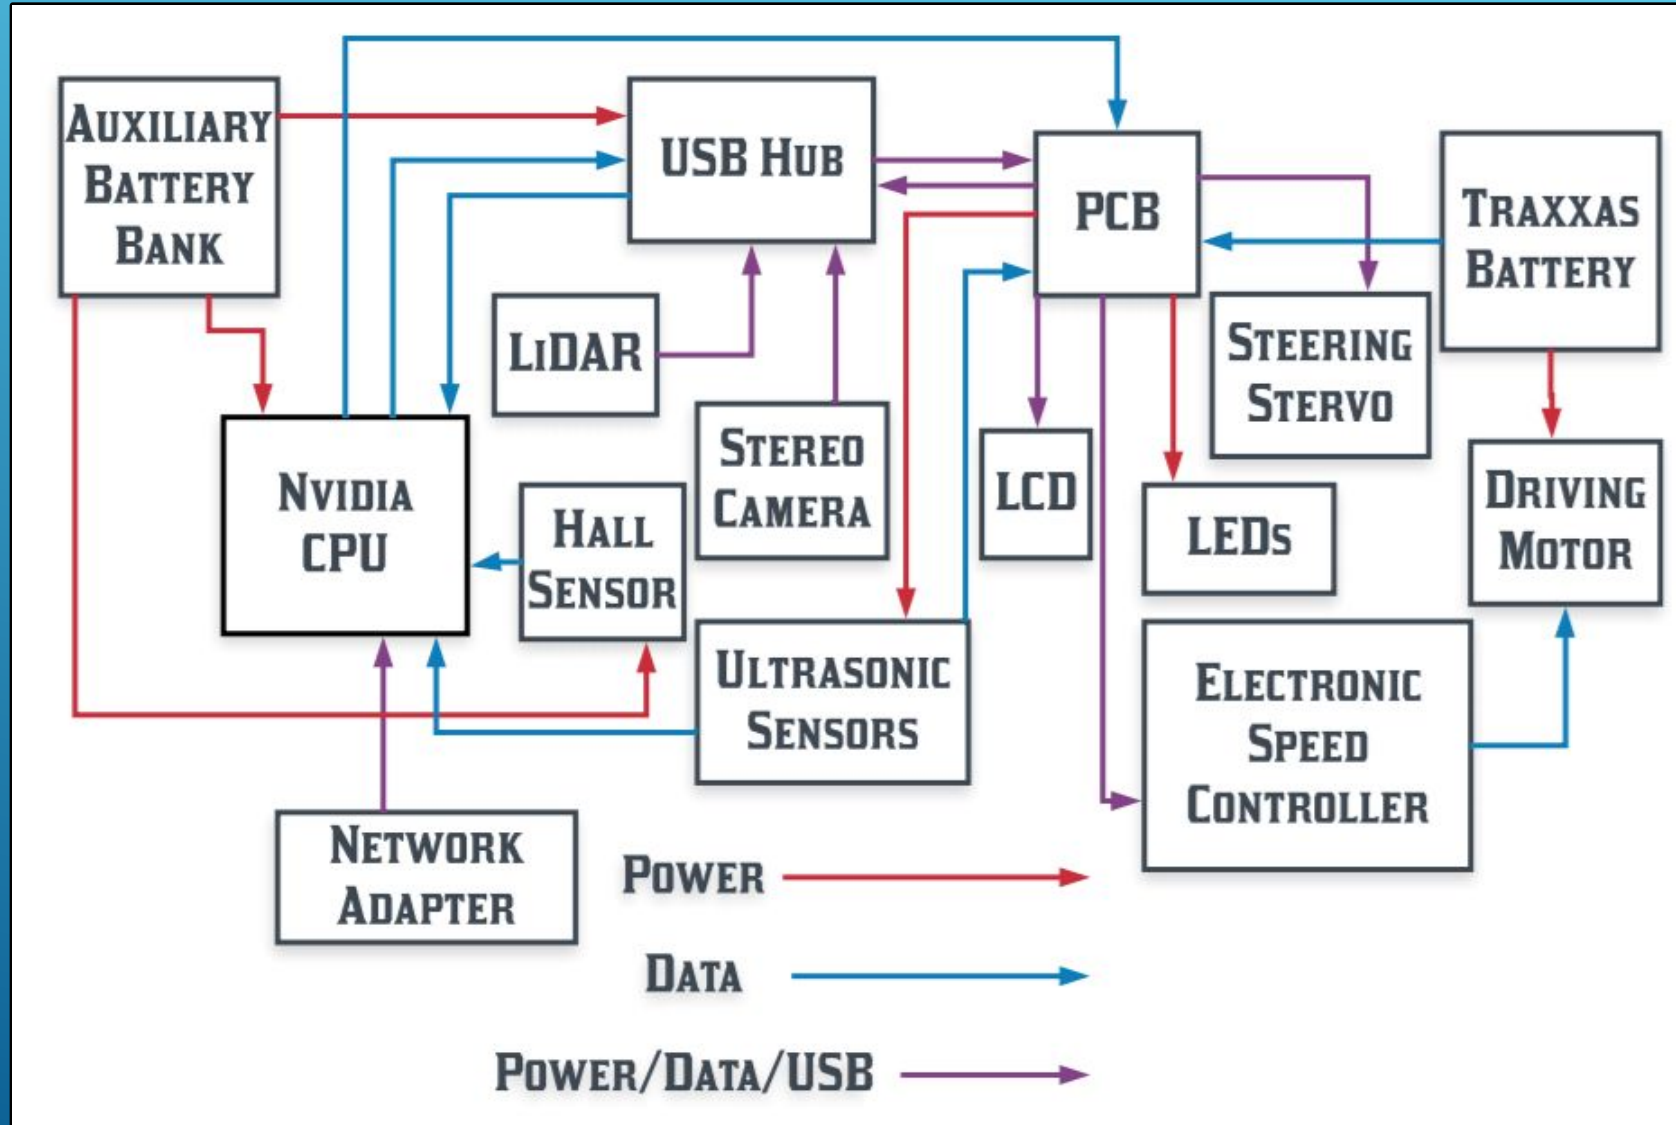 Auxiliary
Battery
Bank
USB Hub
PCB
Traxxas
Battery
LiDAR
Steering
Stervo
Stereo
Camera
LCD
LEDs
Driving
Motor
Nvidia
CPU
Hall
Sensor
Ultrasonic
Sensors
Electronic
Speed
Controller
Network
Adapter
Power
Data
Power/Data/USB